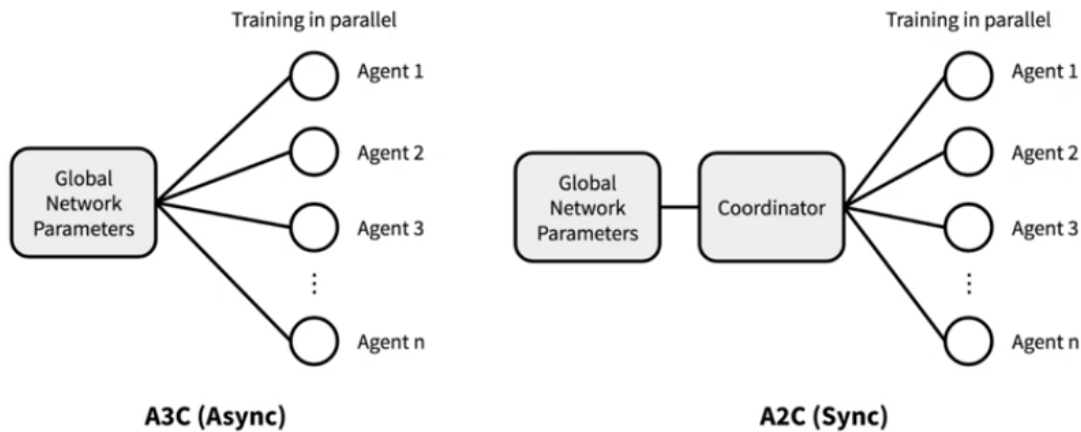 Training in parallel
Agent 1
Agent 2
Agent 3
Agent n
Global
Network
Parameters
A3C (Async)
Training in parallel
Agent 1
Agent 2
Agent 3
Agent n
Global
Network
Parameters
Coordinator
A2C (Sync)